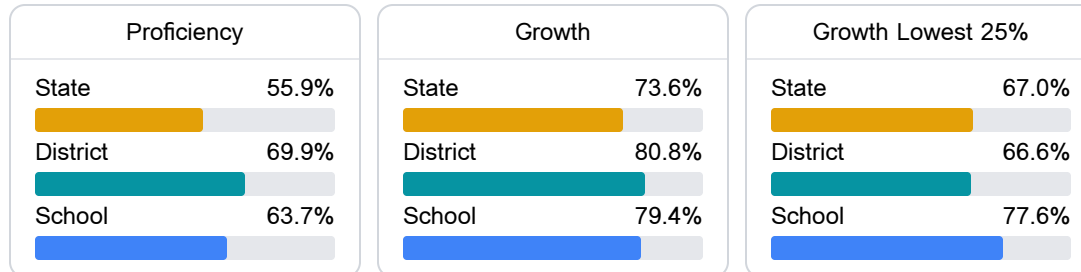 Proficiency
State 55.9%
District 69.9%
School 63.7%
Growth
State 73.6%
District 80.8%
School 79.4%
Growth Lowest 25%
State 67.0%
District 66.6%
School 77.6%